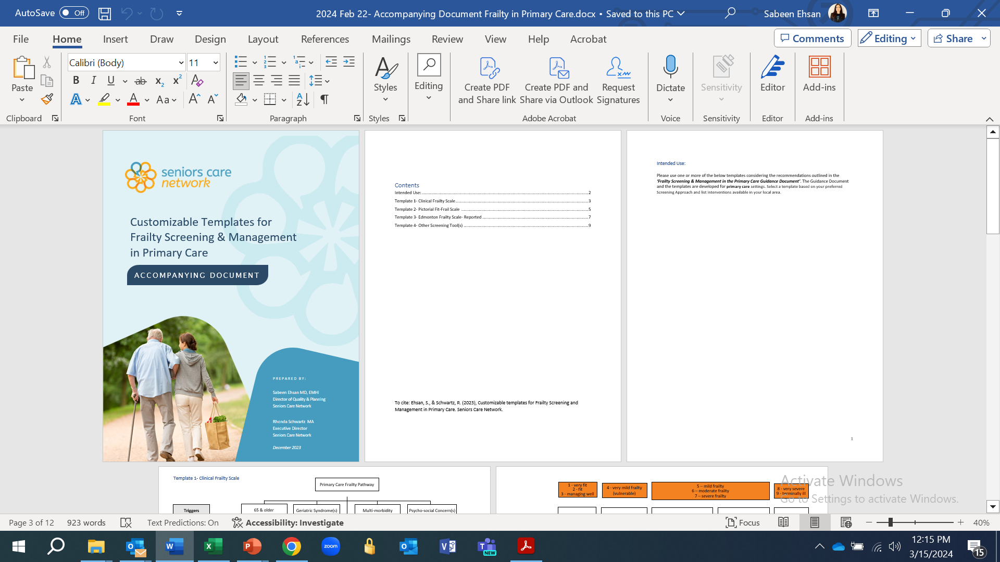 AutoSave Off
2024 Feb 22- Accompanying Document Frailty in Primary Care.docx • Saved to this PC
Sabeen Ehsan
File Home Insert Draw Design Layout References Mailings Review View Help Acrobat
Comments Editing Share
Paste
Clipboard
Calibri (Body) 11
Font
Paragraph
Styles
Styles
Editing
Create PDF
and Share link
Create PDF and
Share via Outlook
Request
Signatures
Adobe Acrobat
Dictate
Voice
Sensitivity
Sensitivity
Editor
Editor
Add-ins
Add-ins
seniors care
network
Customizable Templates for
Frailty Screening & Management
in Primary Care
ACCOMPANYING DOCUMENT
PREPARED BY:
Sabeen Ehsan MD, EMHI
Director of Quality & Planning
Seniors Care Network
Rhonda Schwartz MA
Executive Director
Seniors Care Network
December 2023
Contents
Intended Use: 2
Template 1- Clinical Frailty Scale 3
Template 2- Pictorial Fit-Frail Scale 5
Template 3- Edmonton Frailty Scale- Reported 7
Template 4- Other Screening Tool(s) 9
To cite: Ehsan, S., & Schwartz, R. (2023), Customizable templates for Frailty Screening and
Management in Primary Care. Seniors Care Network.
Intended Use:
Please use one or more of the below templates considering the recommendations outlined in the
'Frailty Screening & Management in the Primary Care Guidance Document'. The Guidance Document
and the templates are developed for primary care settings. Select a template based on your preferred
Screening Approach and list Interventions available in your local area.
1
Template 1- Clinical Frailty Scale
Primary Care Frailty Pathway
Triggers
65 & older
Geriatric Syndrome(s)
Multi-morbidity
Psycho-social Concern(s)
1 - very fit
2 - fit
3 - managing well
4 - very mild frailty
(vulnerable)
5 – mild frailty
6 – moderate frailty
7 – severe frailty
8 - very severe
9 - terminally ill
Activate Windows
Go to Settings to activate Windows.
Page 3 of 12 923 words Text Predictions: On Accessibility: Investigate Focus 40%
zoom
NEW
12:15 PM
3/15/2024
15